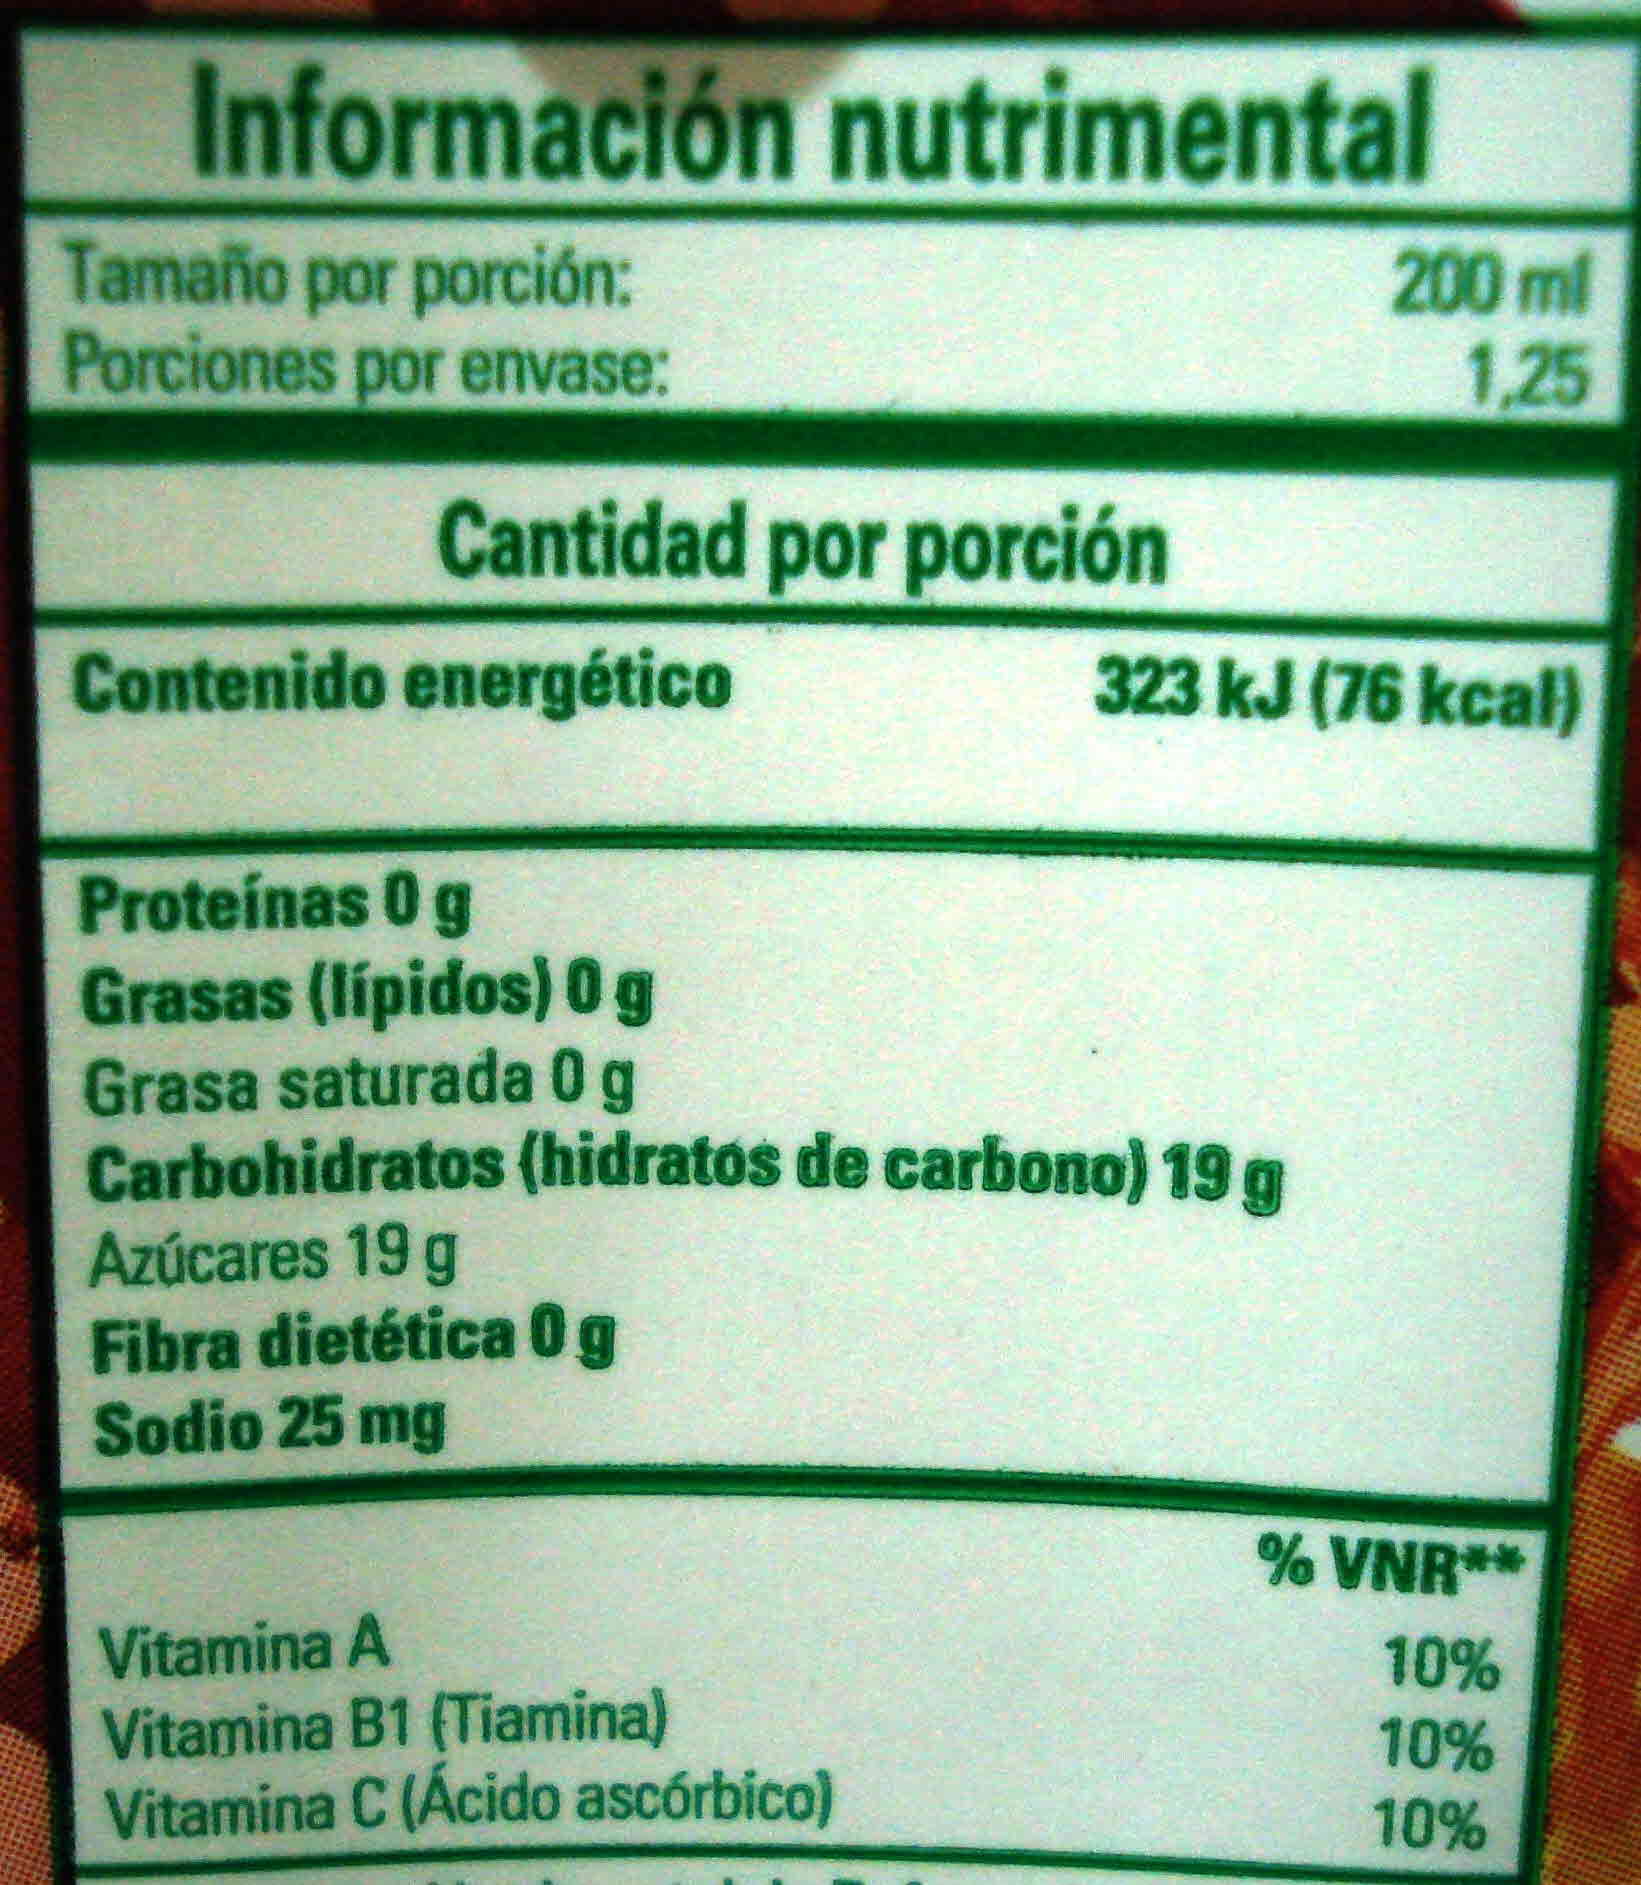 Información nutrimental
Tamaño por porción: 200 ml
Porciones por envase: 1,25
Cantidad por porción
Contenido energético 323 kJ (76 kcal)
Proteínas 0 g
Grasas (lípidos) 0 g
Grasa saturada 0 g
Carbohidratos (hidratos de carbono) 19 g
Azúcares 19 g
Fibra dietética 0 g
Sodio 25 mg
% VNR**
Vitamina A 10%
Vitamina B1 (Tiamina) 10%
Vitamina C (Ácido ascórbico) 10%